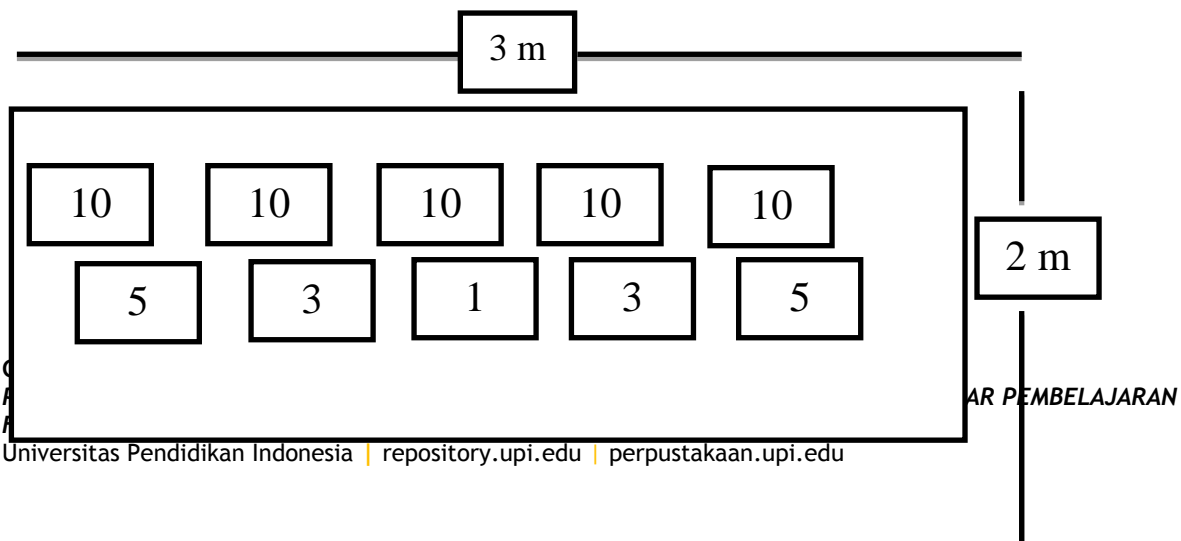 3 m
10 10 10 10 10
2 m
5 3 1 3 5
AR PEMBELAJARAN
Universitas Pendidikan Indonesia | repository.upi.edu | perpustakaan.upi.edu